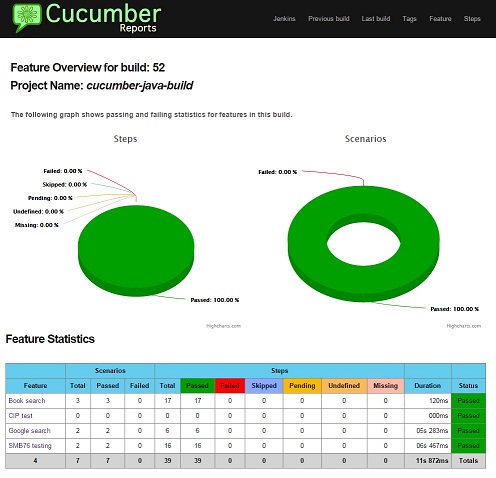 Cucumber
Reports
Jenkins Previous build Last build Tags Feature Steps
Feature Overview for build: 52
Project Name: cucumber-java-build
The following graph shows passing and failing statistics for features in this build.
Steps
Failed: 0.00 %
Skipped: 0.00 %
Pending: 0.00 %
Undefined: 0.00 %
Missing: 0.00 %
Passed: 100.00 %
Highcharts.com
Scenarios
Failed: 0.00 %
Passed: 100.00 %
Highcharts.com
Feature Statistics
Scenarios Steps
Feature Total Passed Failed Total Passed Failed Skipped Pending Undefined Missing Duration Status
Book search 3 3 0 17 17 0 0 0 0 0 120ms Passed
CIP test 0 0 0 0 0 0 0 0 0 000ms Passed
Google search 2 2 0 6 6 0 0 0 0 0 05s 283ms Passed
SMB76 testing 2 2 0 16 16 0 0 0 0 0 06s 467ms Passed
4 7 7 0 39 39 0 0 0 0 0 11s 872ms Totals